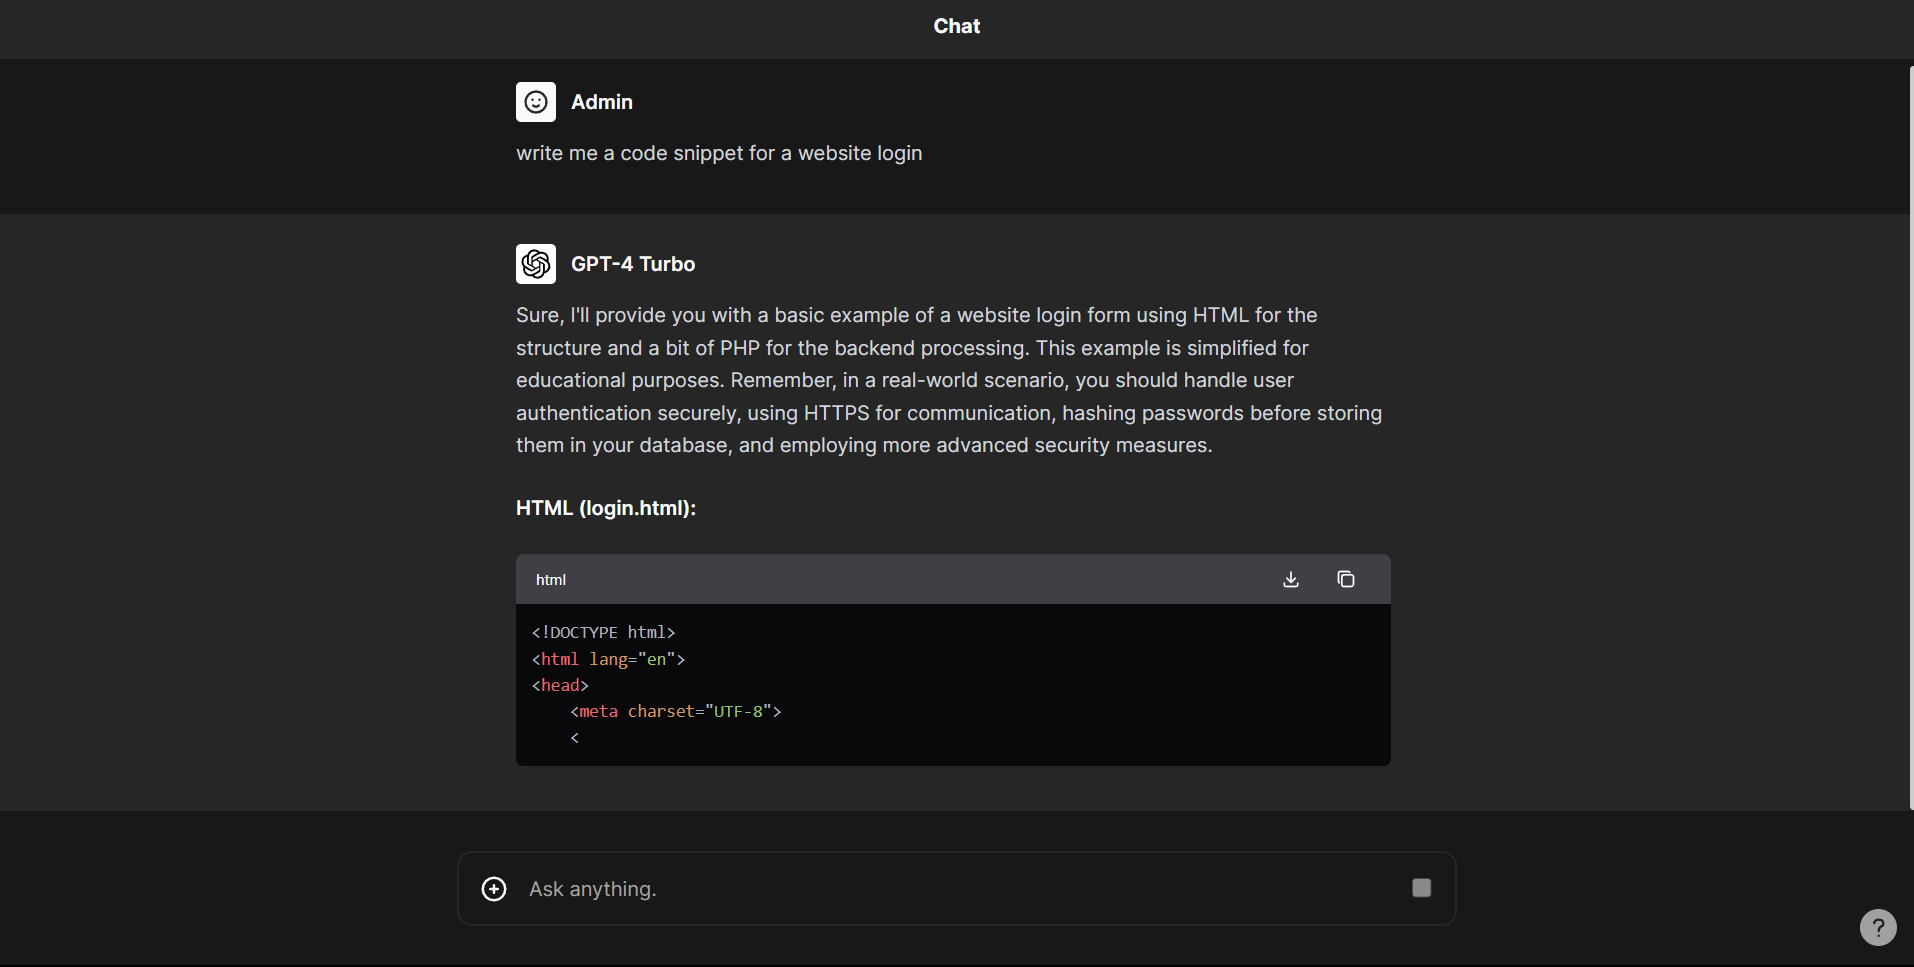 Chat
Admin
write me a code snippet for a website login
GPT-4 Turbo
Sure, I'll provide you with a basic example of a website login form using HTML for the
structure and a bit of PHP for the backend processing. This example is simplified for
educational purposes. Remember, in a real-world scenario, you should handle user
authentication securely, using HTTPS for communication, hashing passwords before storing
them in your database, and employing more advanced security measures.
HTML (login.html):
html
<!DOCTYPE html>
<html lang="en">
<head>
    <meta charset="UTF-8">
    <
Ask anything.
?